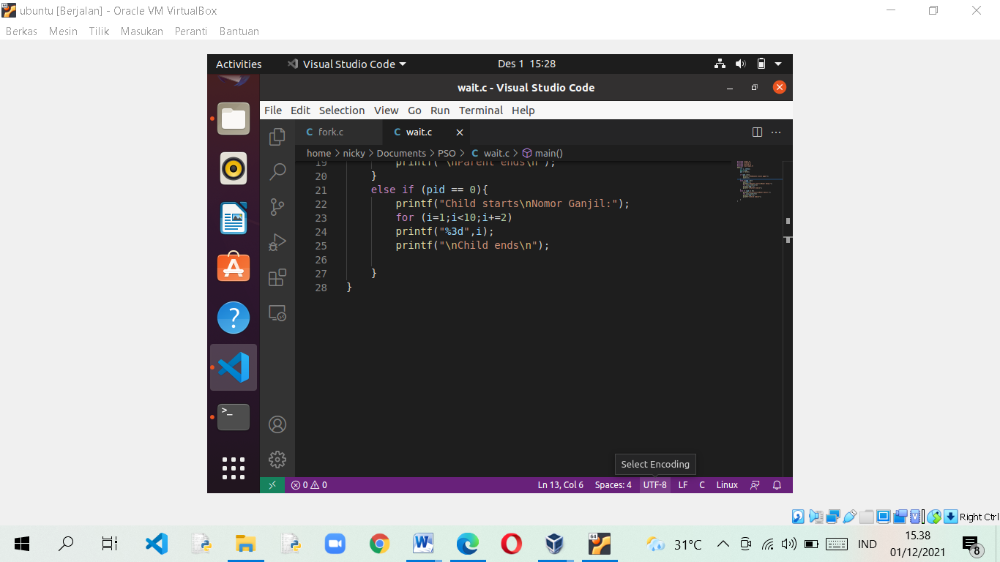 ubuntu [Berjalan] - Oracle VM VirtualBox
Berkas Mesin Tilik Masukan Peranti Bantuan
Activities Visual Studio Code Des 1 15:28
wait.c - Visual Studio Code
File Edit Selection View Go Run Terminal Help
C fork.c C wait.c
home > nicky > Documents > PSO > C wait.c > main()
19 printf("\nParent ends\n");
20 }
21 else if (pid == 0){
22 printf("Child starts\nNomor Ganjil:");
23 for (i=1;i<10;i+=2)
24 printf("%3d",i);
25 printf("\nChild ends\n");
26
27 }
28 }
Select Encoding
0 0 Ln 13, Col 6 Spaces: 4 UTF-8 LF C Linux
Right Ctrl
31°C IND 15.38
01/12/2021 8